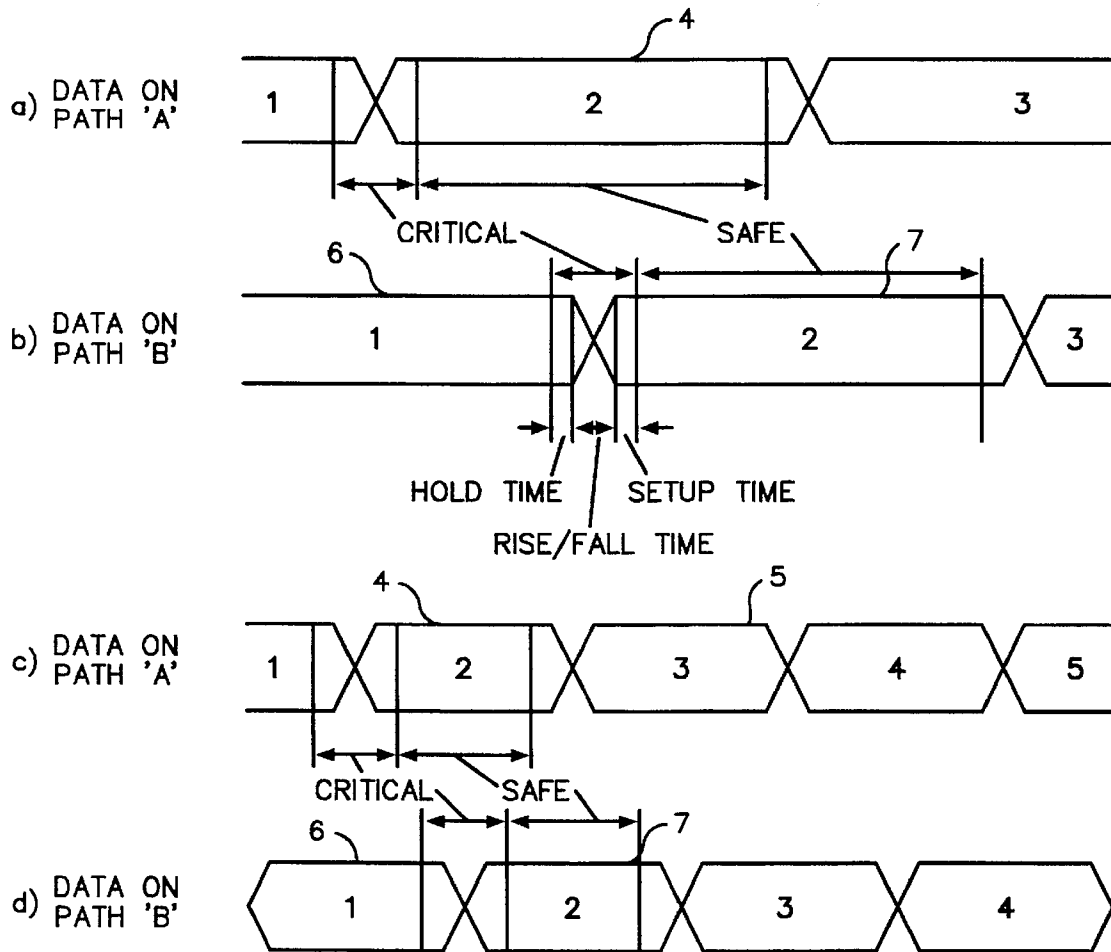 4
a) DATA ON
PATH 'A'
1 2 3
CRITICAL SAFE
6 7
b) DATA ON
PATH 'B'
1 2 3
HOLD TIME SETUP TIME
RISE/FALL TIME
4 5
c) DATA ON
PATH 'A'
1 2 3 4 5
CRITICAL SAFE
6 7
d) DATA ON
PATH 'B'
1 2 3 4